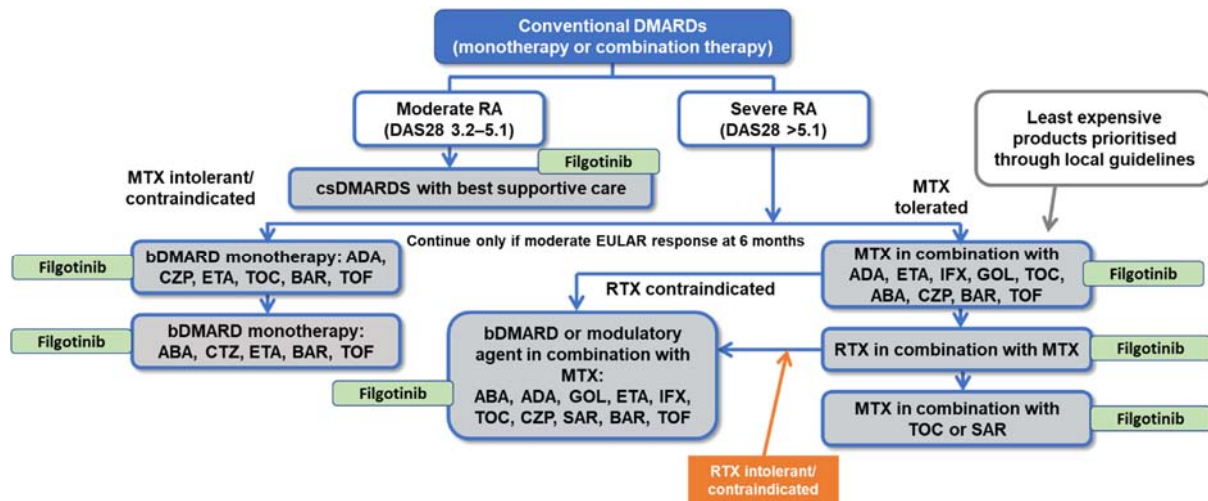 Conventional DMARDs
(monotherapy or combination therapy)
Moderate RA
(DAS28 3.2–5.1)
Severe RA
(DAS28 >5.1)
Least expensive
products prioritised
through local guidelines
Filgotinib
csDMARDS with best supportive care
MTX intolerant/
contraindicated
MTX
tolerated
Continue only if moderate EULAR response at 6 months
Filgotinib
bDMARD monotherapy: ADA,
CZP, ETA, TOC, BAR, TOF
MTX in combination with
ADA, ETA, IFX, GOL, TOC,
ABA, CZP, BAR, TOF
Filgotinib
RTX contraindicated
Filgotinib
bDMARD monotherapy:
ABA, CTZ, ETA, BAR, TOF
bDMARD or modulatory
agent in combination with
MTX:
ABA, ADA, GOL, ETA, IFX,
TOC, CZP, SAR, BAR, TOF
Filgotinib
RTX in combination with MTX
Filgotinib
MTX in combination with
TOC or SAR
Filgotinib
RTX intolerant/
contraindicated